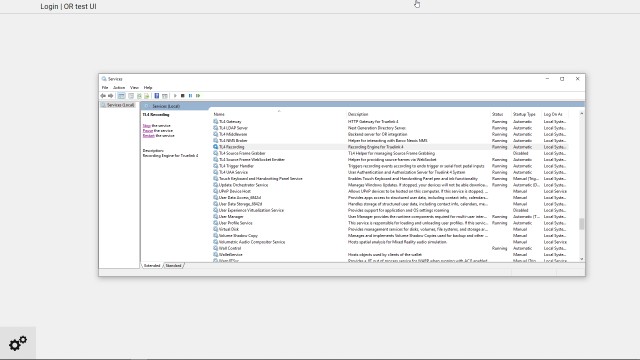 Login | OR test UI
Services
File Action View Help
Services (Local)
Services (Local)
TL4 Recording
Stop the service
Pause the service
Restart the service
Description:
Recording Engine for Truelink 4
Name Description Status Startup Type Log On As
TL4 Gateway HTTP Gateway for Truelink 4 Running Automatic Local Syste...
TL4 LDAP Server Next Generation Directory Server. Running Automatic Local Syste...
TL4 Middleware Backend server for OR integration Running Automatic Local Syste...
TL4 NMS Broker Helper for interacting with Barco Nexxis NMS Running Automatic Local Syste...
TL4 Recording Recording Engine for Truelink 4 Running Automatic Local Syste...
TL4 Source Frame Grabber TL4 Helper for managing Source Frame Grabbing Disabled Local Syste...
TL4 Source Frame WebSocket Emitter Helper for providing source frames via WebSocket Running Automatic Local Syste...
TL4 Trigger Handler Triggers recording events according to undo trigger or serial foot pedal inputs Running Automatic Local Syste...
TL4 UAA Service User Authentication and Authorization Server for Truelink 4 System Running Automatic Local Syste...
Touch Keyboard and Handwriting Panel Service Enables Touch Keyboard and Handwriting Panel pen and ink functionality Running Manual (Trig... Local Syste...
Update Orchestrator Service Manages Windows Updates. If stopped, your devices will not be able downloa... Running Automatic (D... Local Syste...
UPnP Device Host Allows UPnP devices to be hosted on this computer. If this service is stopped, ... Manual Local Service
User Data Access_ Provides apps access to structured user data, including contact info, calendars... Manual Local Syste...
User Data Storage_ Handles storage of structured user data, including contact info, calendars, me... Manual Local Syste...
User Experience Virtualization Service Provides support for application and OS settings roaming Disabled Local Syste...
User Manager User Manager provides the runtime components required for multi-user inter... Running Automatic (T... Local Syste...
User Profile Service This service is responsible for loading and unloading user profiles. If this servi... Running Automatic Local Syste...
Virtual Disk Provides management services for disks, volumes, file systems, and storage ar... Manual Local Syste...
Volume Shadow Copy Manages and implements Volume Shadow Copies used for backup and other ... Manual Local Syste...
Volumetric Audio Compositor Service Hosts spatial analysis for Mixed Reality audio simulation. Manual Local Service
Wall Control Running Automatic Local Syste...
WalletService Hosts objects used by clients of the wallet Manual Local Syste...
Extended Standard